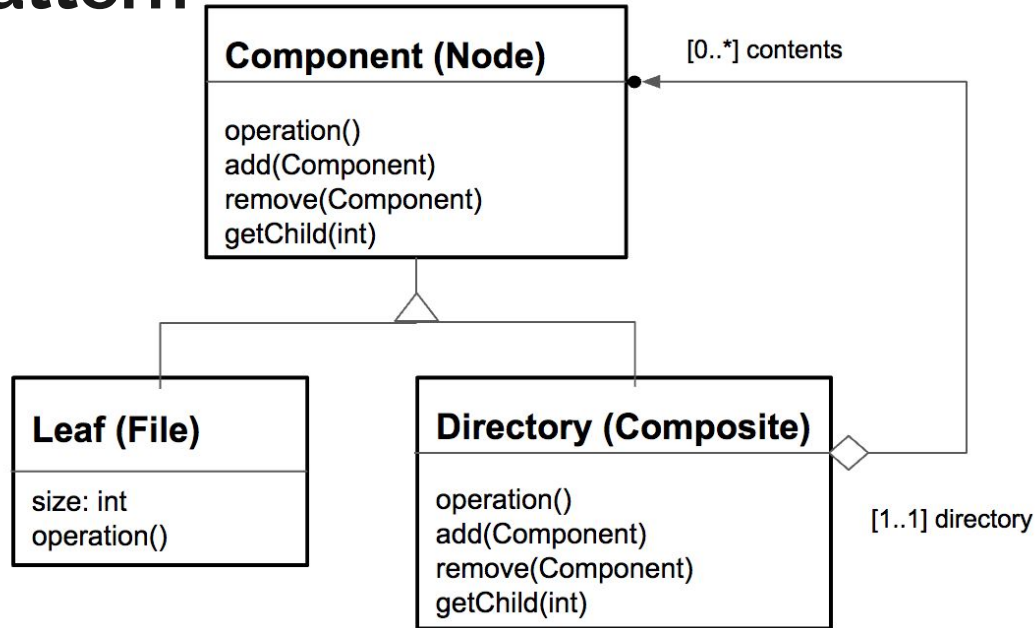 Component (Node)
[0..*] contents
operation()
add(Component)
remove(Component)
getChild(int)
Leaf (File)
size: int
operation()
Directory (Composite)
operation()
add(Component)
remove(Component)
getChild(int)
[1..1] directory